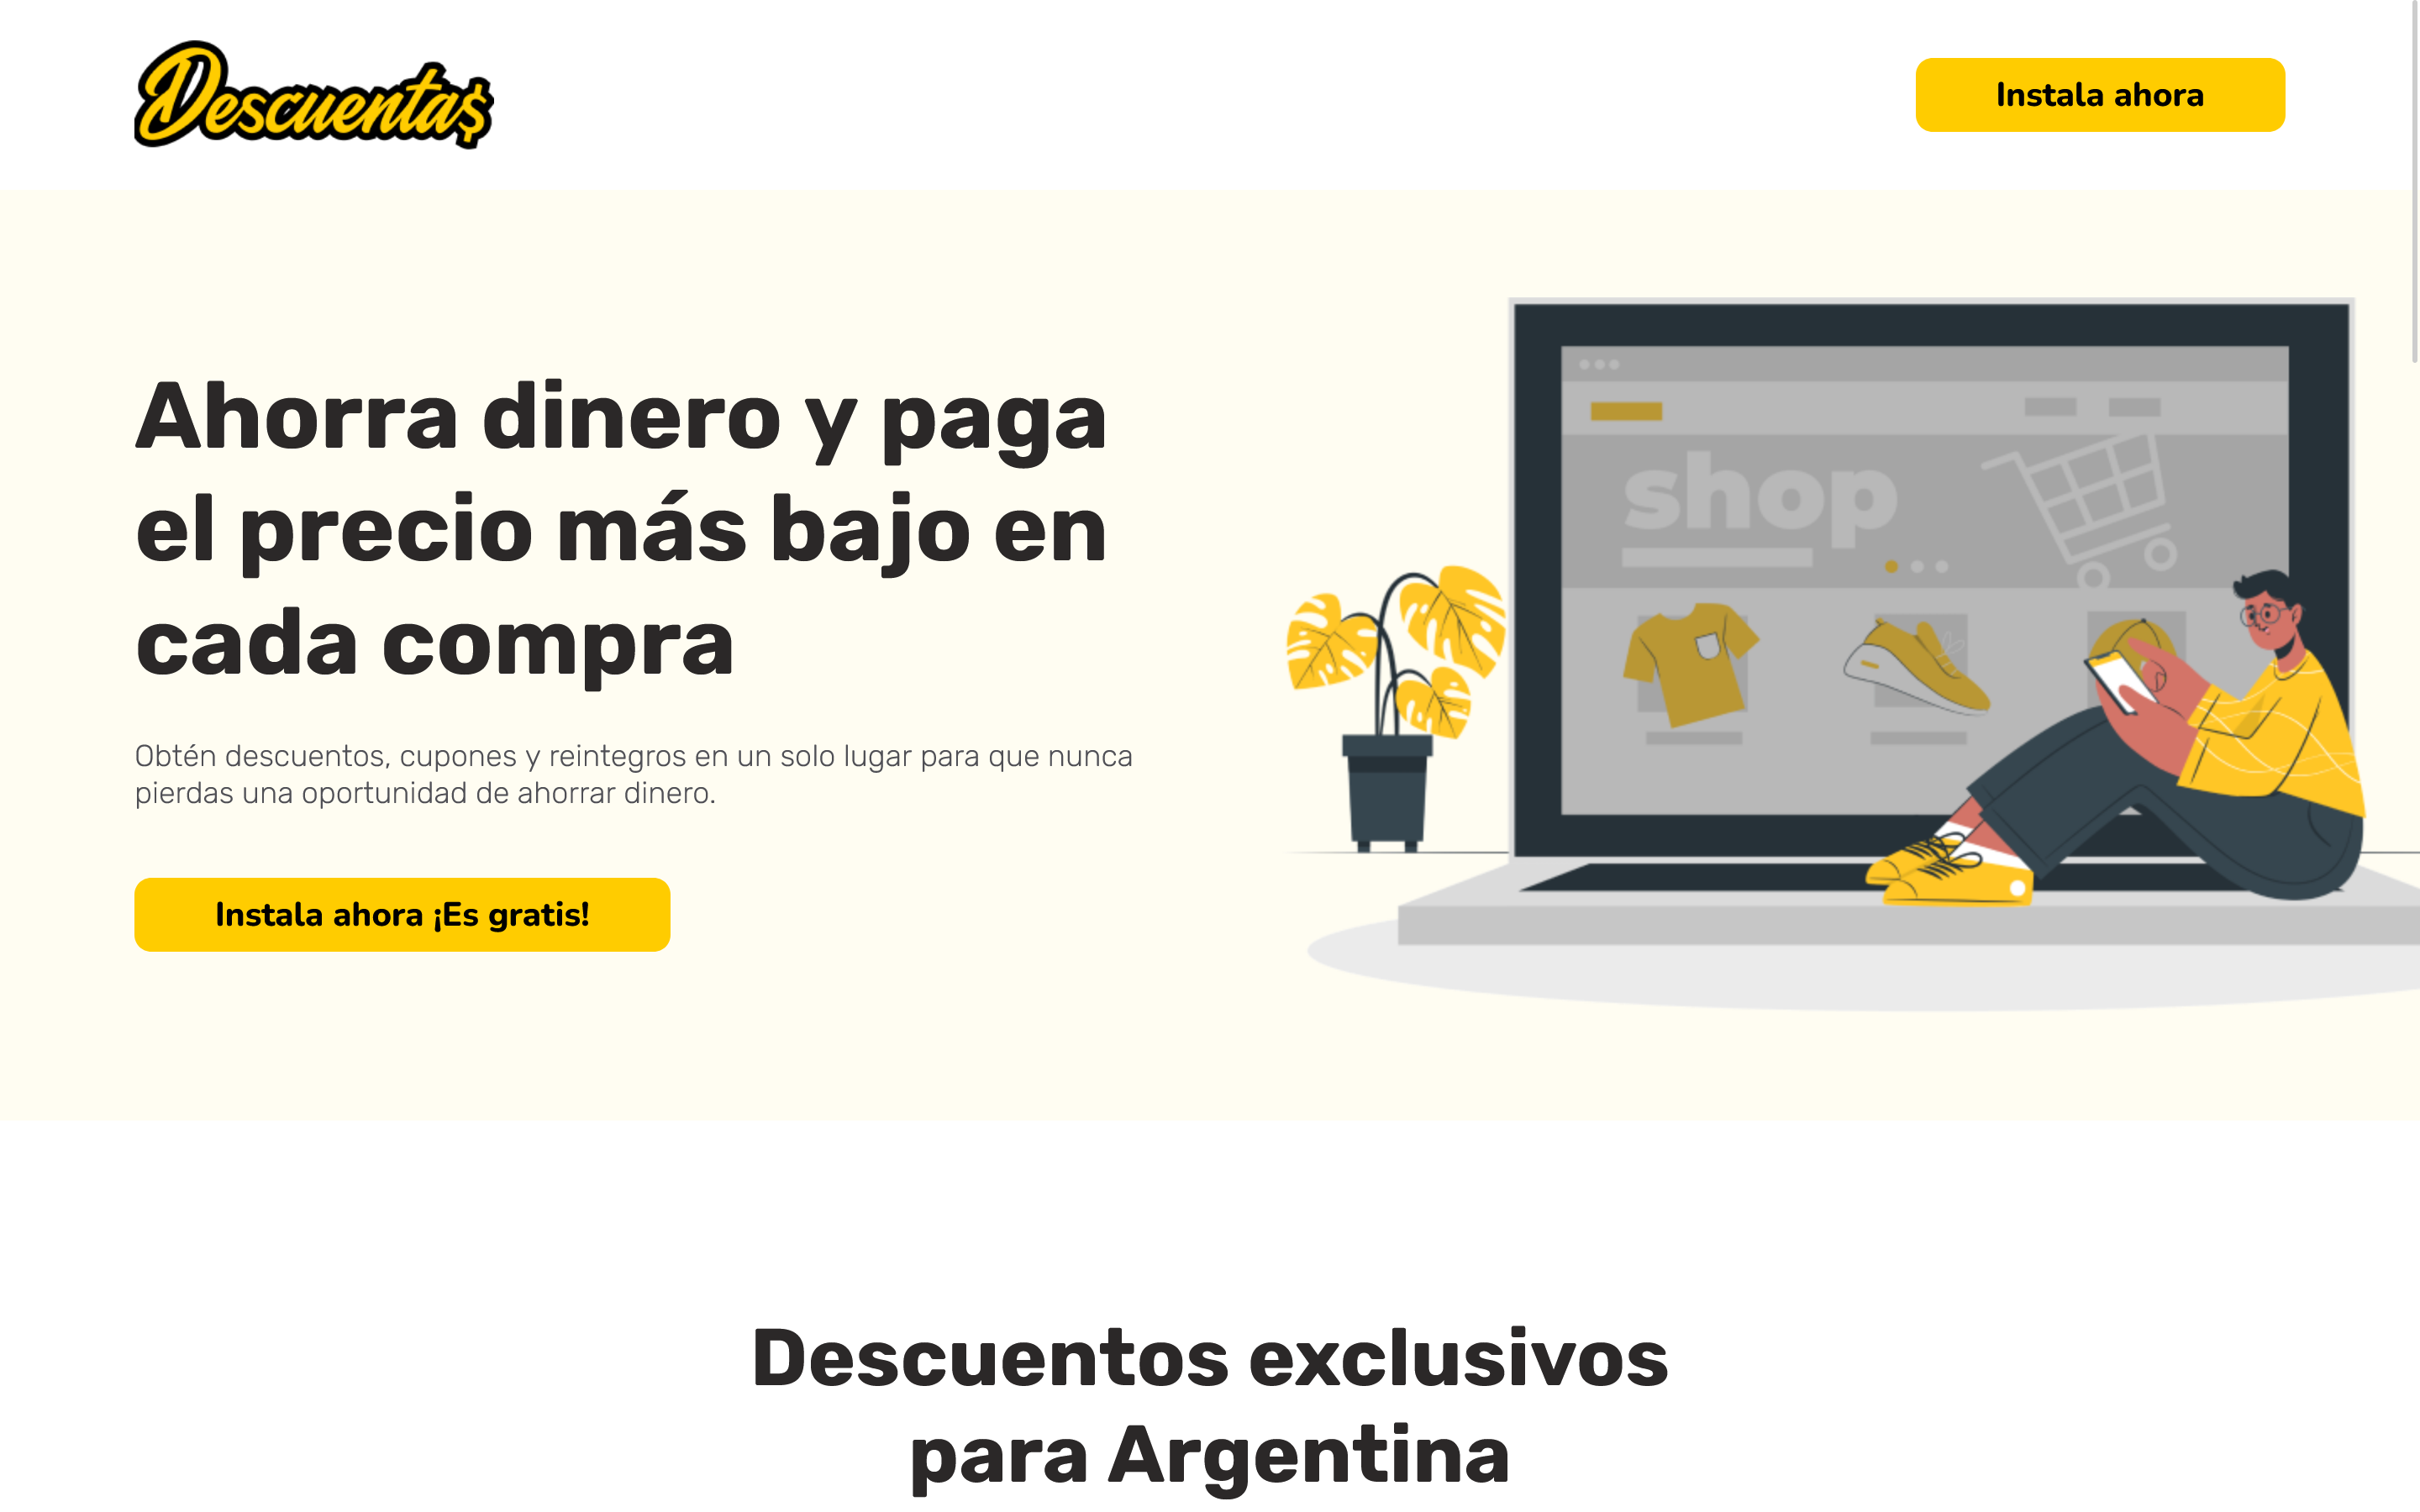 Descuenta$
Instala ahora
Ahorra dinero y paga
el precio más bajo en
cada compra
Obtén descuentos, cupones y reintegros en un solo lugar para que nunca
pierdas una oportunidad de ahorrar dinero.
Instala ahora ¡Es gratis!
shop
Descuentos exclusivos
para Argentina